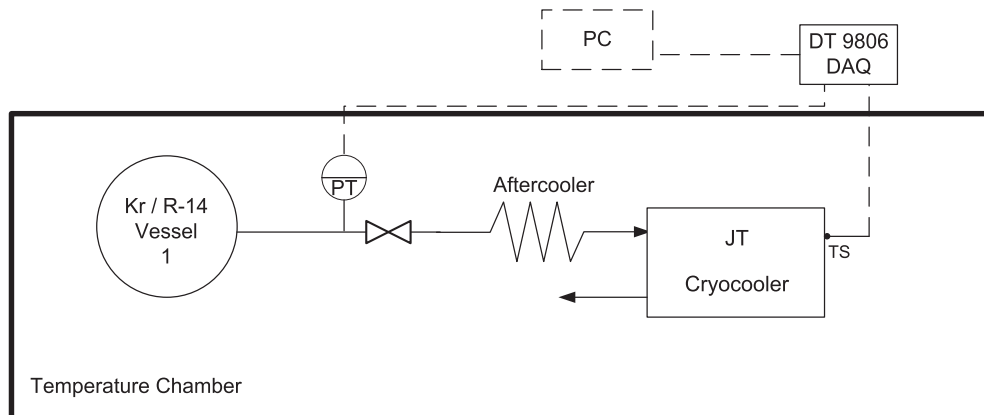 PC
DT 9806
DAQ
PT
Aftercooler
Kr / R-14
Vessel
1
JT
Cryocooler
TS
Temperature Chamber